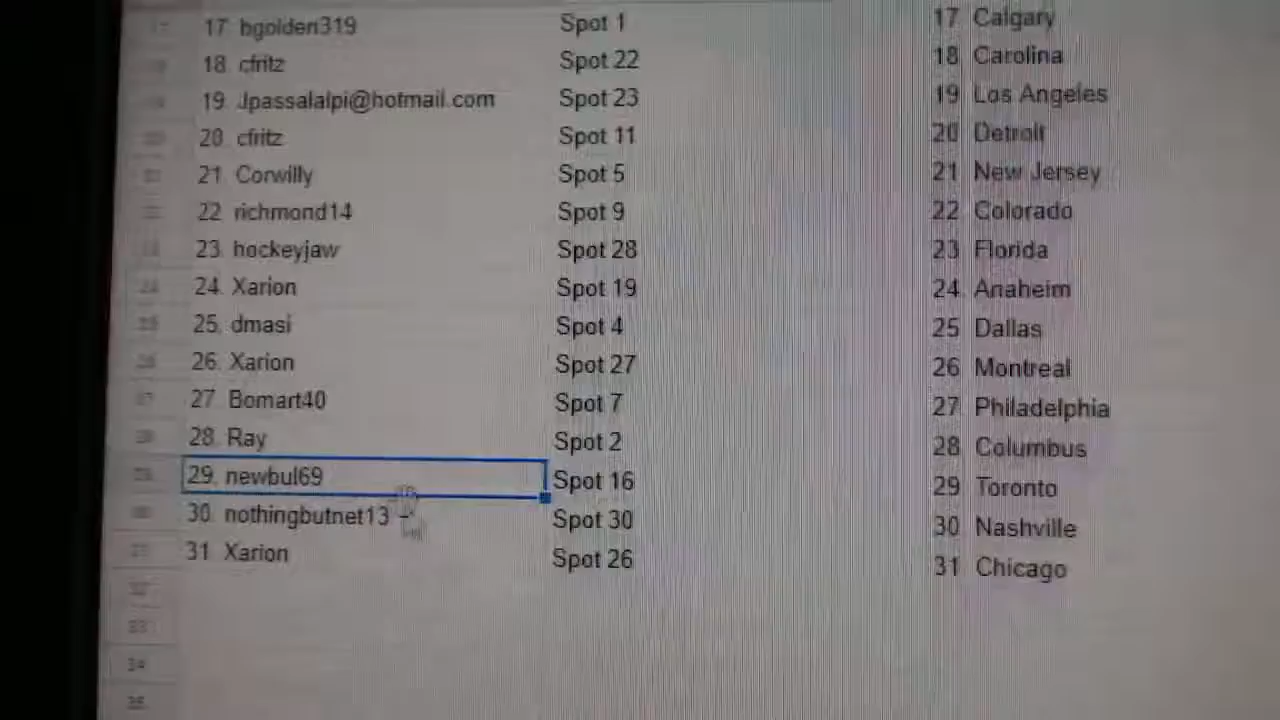 17 bgolden319 Spot 1 17 Calgary
18. cfritz Spot 22 18 Carolina
19. Jpassalalpi@hotmail.com Spot 23 19 Los Angeles
20. cfritz Spot 11 20 Detroit
21. Corwilly Spot 5 21 New Jersey
22 richmond14 Spot 9 22 Colorado
23. hockeyjaw Spot 28 23 Florida
24. Xarion Spot 19 24. Anaheim
25. dmasi Spot 4 25 Dallas
26. Xarion Spot 27 26 Montreal
27 Bomart40 Spot 7 27 Philadelphia
28. Ray Spot 2 28 Columbus
29. newbul69 Spot 16 29 Toronto
30. nothingbutnet13 - Spot 30 30 Nashville
31 Xarion Spot 26 31 Chicago
33
34
35